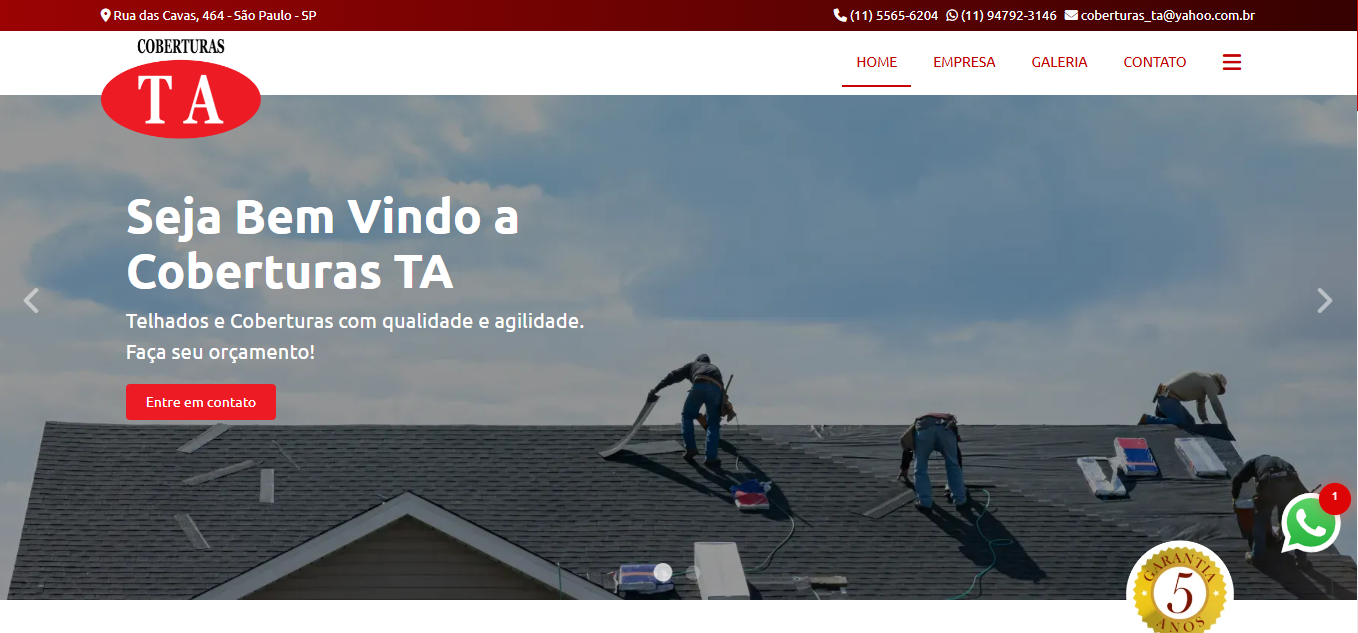 Rua das Cavas, 464 - São Paulo - SP
(11) 5565-6204 (11) 94792-3146 coberturas_ta@yahoo.com.br
COBERTURAS
TA
HOME EMPRESA GALERIA CONTATO
Seja Bem Vindo a
Coberturas TA
Telhados e Coberturas com qualidade e agilidade.
Faça seu orçamento!
Entre em contato
1
GARANTIA
5
ANOS